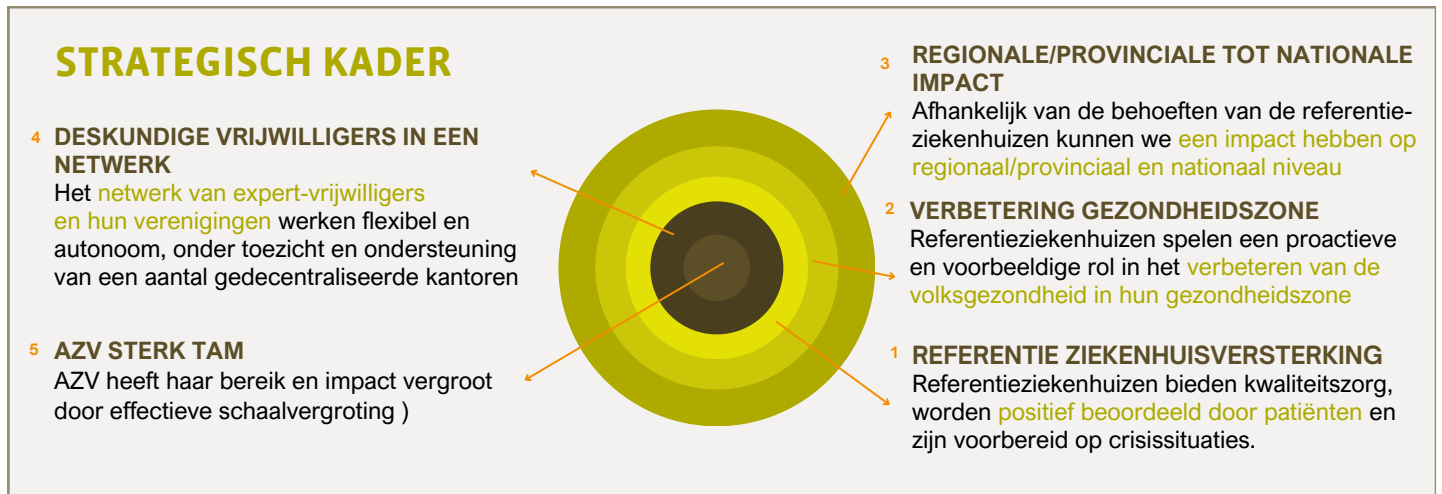 STRATEGISCH KADER
4 DESKUNDIGE VRIJWILLIGERS IN EEN
NETWERK
Het netwerk van expert-vrijwilligers
en hun verenigingen werken flexibel en
autonoom, onder toezicht en ondersteuning
van een aantal gedecentraliseerde kantoren
5 AZV STERK TAM
AZV heeft haar bereik en impact vergroot
door effectieve schaalvergroting )
3 REGIONALE/PROVINCIALE TOT NATIONALE
IMPACT
Afhankelijk van de behoeften van de referentie-
ziekenhuizen kunnen we een impact hebben op
regionaal/provinciaal en nationaal niveau
2 VERBETERING GEZONDHEIDSZONE
Referentieziekenhuizen spelen een proactieve
en voorbeeldige rol in het verbeteren van de
volksgezondheid in hun gezondheidszone
1 REFERENTIE ZIEKENHUISVERSTERKING
Referentieziekenhuizen bieden kwaliteitszorg,
worden positief beoordeeld door patiënten en
zijn voorbereid op crisissituaties.